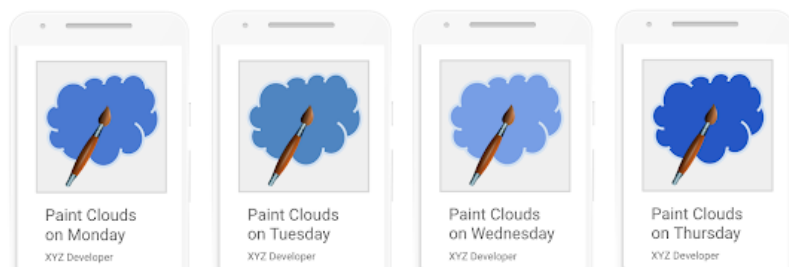 Paint Clouds
on Monday
XYZ Developer
Paint Clouds
on Tuesday
XYZ Developer
Paint Clouds
on Wednesday
XYZ Developer
Paint Clouds
on Thursday
XYZ Developer